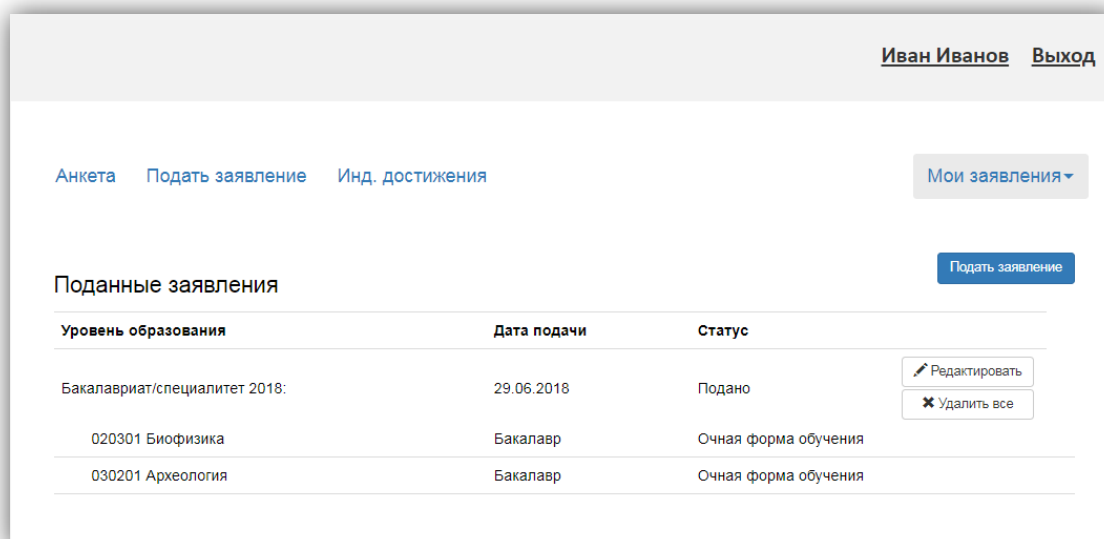 Иван Иванов Выход
Анкета Подать заявление Инд. достижения Мои заявления
Подать заявление
Поданные заявления
Уровень образования Дата подачи Статус
Бакалавриат/специалитет 2018: 29.06.2018 Подано Редактировать
Удалить все
020301 Биофизика Бакалавр Очная форма обучения
030201 Археология Бакалавр Очная форма обучения